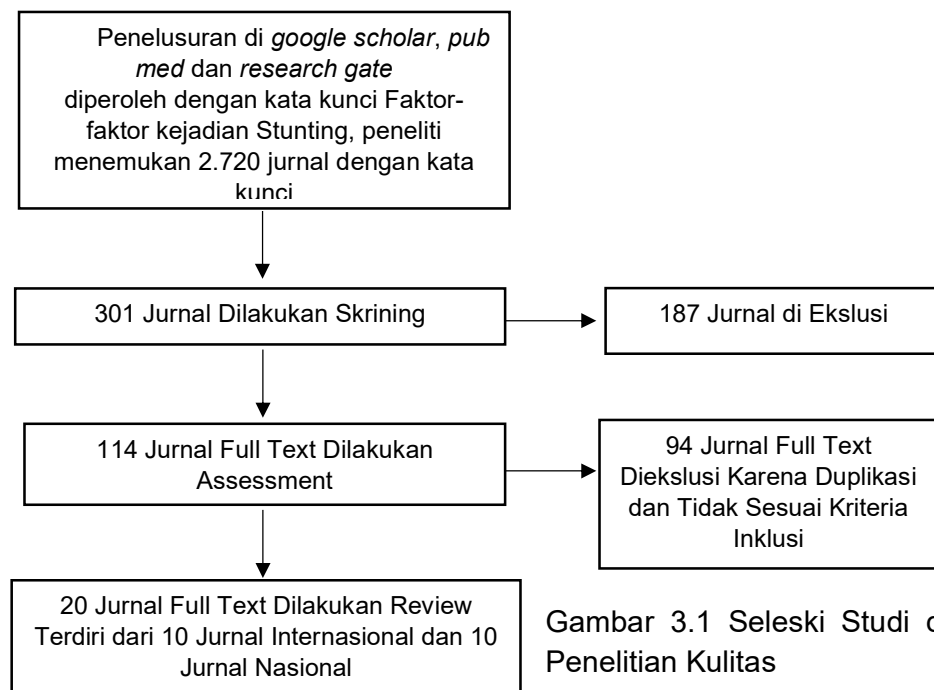 Penelusuran di google scholar, pub
med dan research gate
diperoleh dengan kata kunci Faktor-
faktor kejadian Stunting, peneliti
menemukan 2.720 jurnal dengan kata
kunci
301 Jurnal Dilakukan Skrining
187 Jurnal di Ekslusi
114 Jurnal Full Text Dilakukan
Assessment
94 Jurnal Full Text
Diekslusi Karena Duplikasi
dan Tidak Sesuai Kriteria
Inklusi
20 Jurnal Full Text Dilakukan Review
Terdiri dari 10 Jurnal Internasional dan 10
Jurnal Nasional
Gambar 3.1 Seleski Studi
Penelitian Kulitas